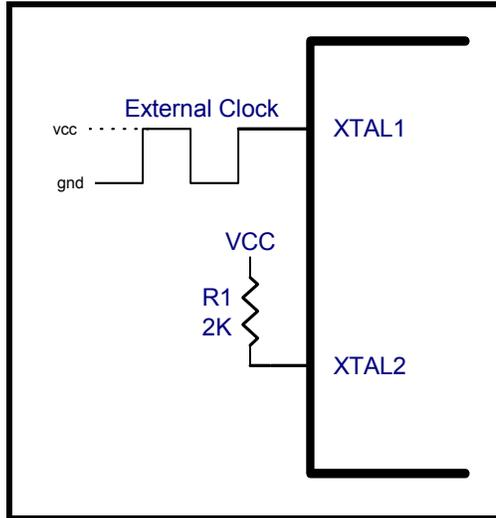 External Clock
vcc
XTAL1
gnd
VCC
R1
2K
XTAL2